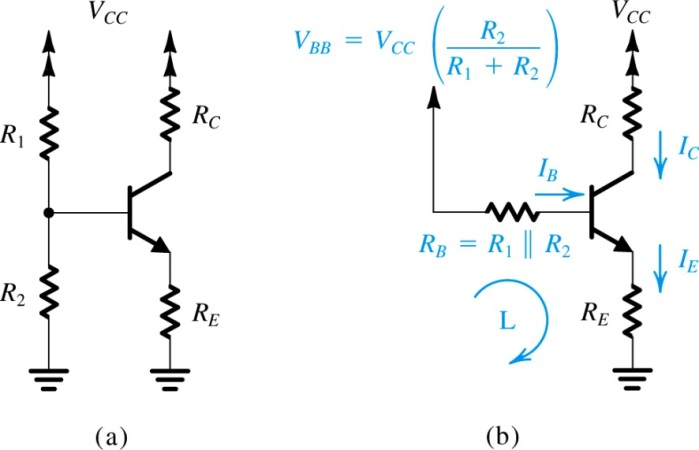 V_CC
R_1
R_C
R_2
R_E
(a)
V_BB = V_CC ( R_2 / R_1 + R_2 )
V_CC
R_C
I_C
I_B
R_B = R_1 ∥ R_2
I_E
L
R_E
(b)